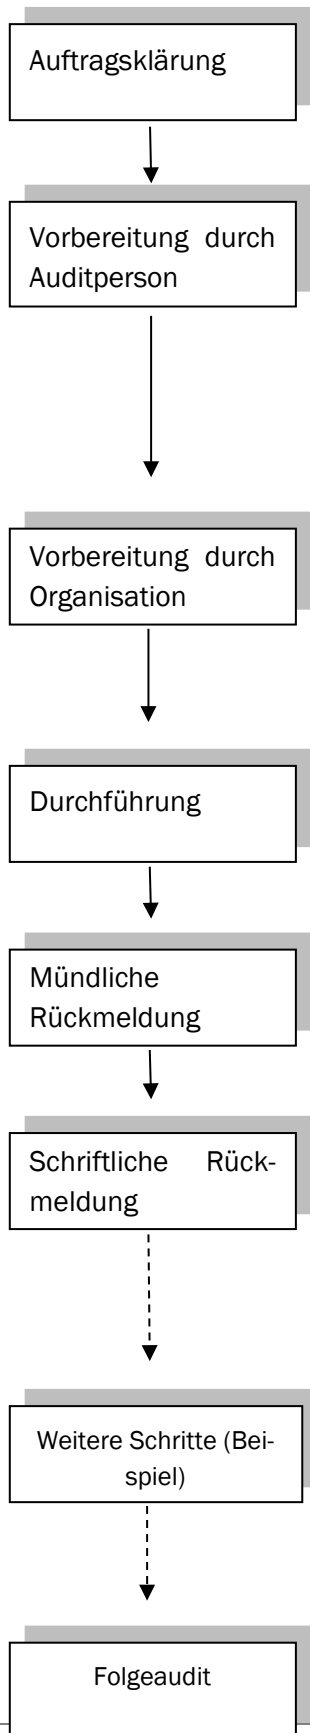 Auftragsklärung
Vorbereitung durch
Auditperson
Vorbereitung durch
Organisation
Durchführung
Mündliche
Rückmeldung
Schriftliche Rück-
meldung
Weitere Schritte (Bei-
spiel)
Folgeaudit